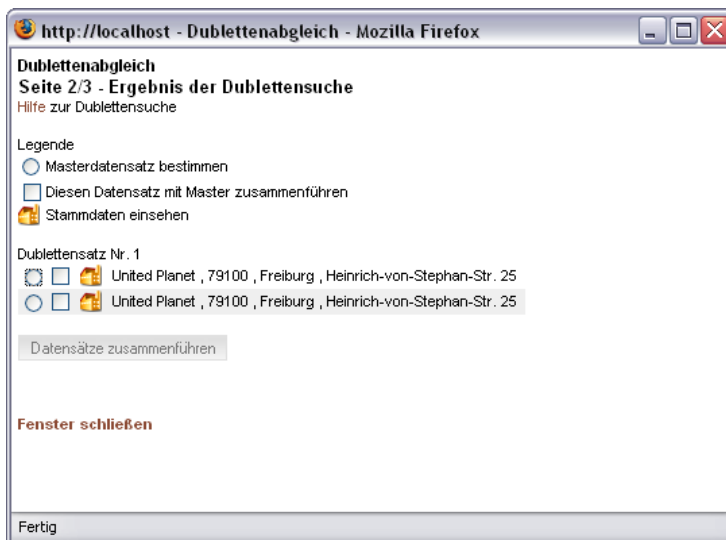 http://localhost - Dublettenabgleich - Mozilla Firefox
Dublettenabgleich
Seite 2/3 - Ergebnis der Dublettensuche
Hilfe zur Dublettensuche
Legende
Masterdatensatz bestimmen
Diesen Datensatz mit Master zusammenführen
Stammdaten einsehen
Dublettensatz Nr. 1
United Planet , 79100 , Freiburg , Heinrich-von-Stephan-Str. 25
United Planet , 79100 , Freiburg , Heinrich-von-Stephan-Str. 25
Datensätze zusammenführen
Fenster schließen
Fertig